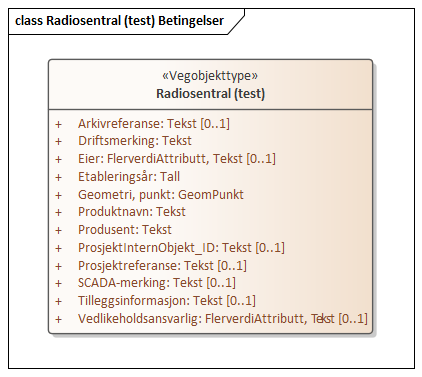 class Radiosentral (test) Betingelser
«Vegobjekttype»
Radiosentral (test)
+ Arkivreferanse: Tekst [0..1]
+ Driftsmerking: Tekst
+ Eier: FlerverdiAttributt, Tekst [0..1]
+ Etableringsår: Tall
+ Geometri, punkt: GeomPunkt
+ Produktnavn: Tekst
+ Produsent: Tekst
+ ProsjektInternObjekt_ID: Tekst [0..1]
+ Prosjektreferanse: Tekst [0..1]
+ SCADA-merking: Tekst [0..1]
+ Tilleggsinformasjon: Tekst [0..1]
+ Vedlikeholdsansvarlig: FlerverdiAttributt, Tekst [0..1]